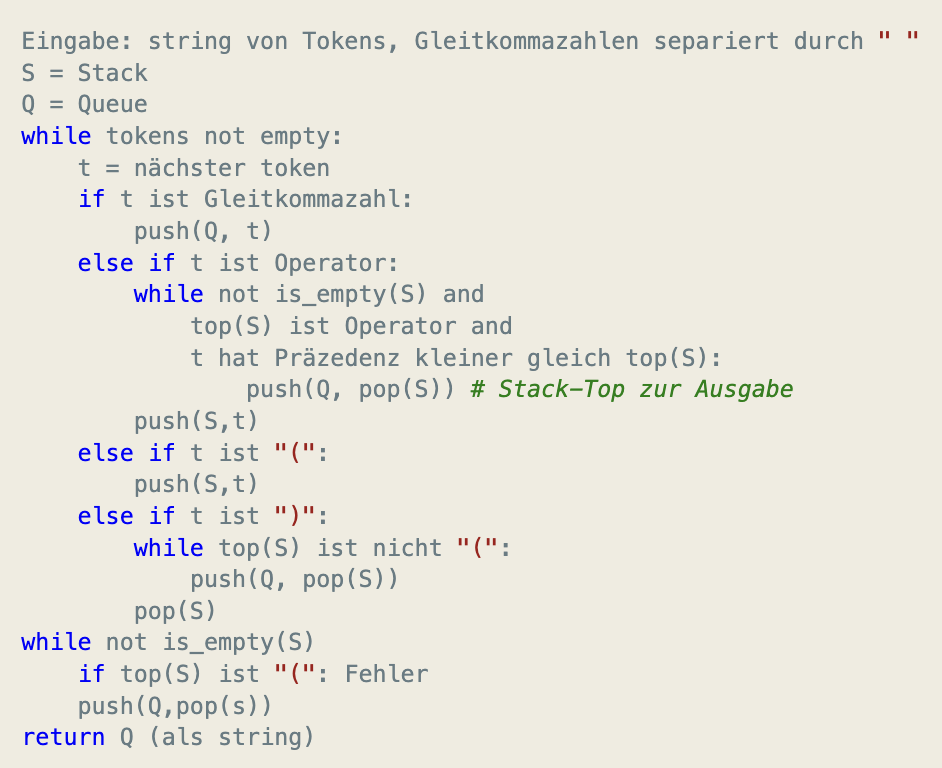 Eingabe: string von Tokens, Gleitkommazahlen separiert durch " "
S = Stack
Q = Queue
while tokens not empty:
    t = nächster token
    if t ist Gleitkommazahl:
        push(Q, t)
    else if t ist Operator:
        while not is_empty(S) and
            top(S) ist Operator and
            t hat Präzedenz kleiner gleich top(S):
                push(Q, pop(S)) # Stack-Top zur Ausgabe
        push(S,t)
    else if t ist "(":
        push(S,t)
    else if t ist ")":
        while top(S) ist nicht "(":
            push(Q, pop(S))
        pop(S)
while not is_empty(S)
    if top(S) ist "(": Fehler
    push(Q,pop(s))
return Q (als string)